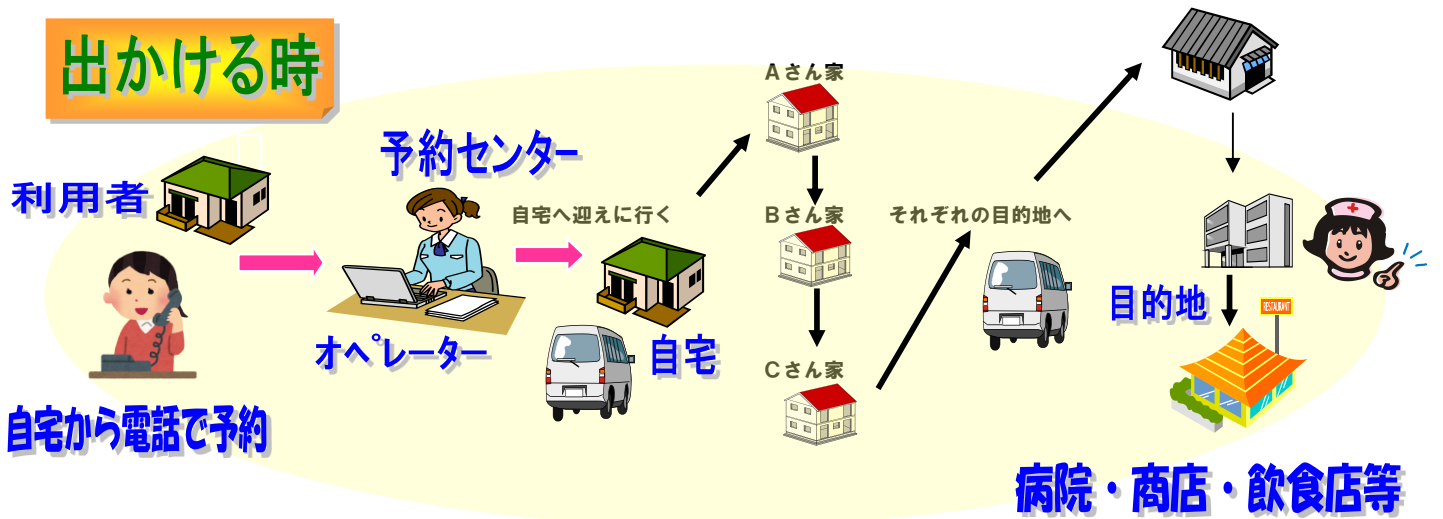 出かける時
利用者
自宅から電話で予約
予約センター
オペレーター
自宅へ迎えに行く
自宅
Aさん家
Bさん家
Cさん家
それぞれの目的地へ
目的地
RESTAURANT
病院・商店・飲食店等